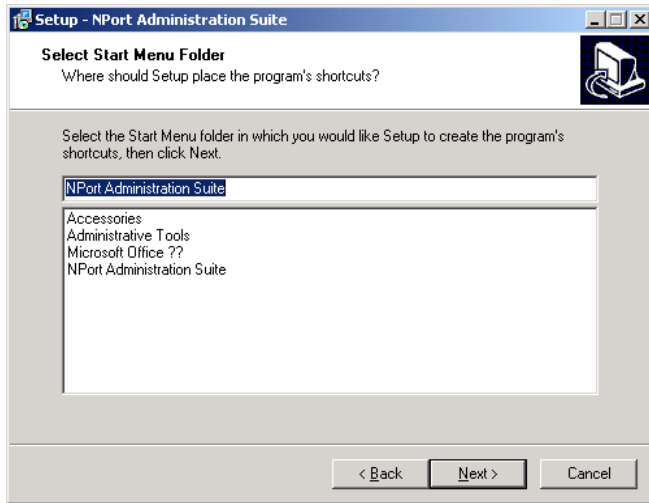 Setup - NPort Administration Suite
Select Start Menu Folder
Where should Setup place the program's shortcuts?
Select the Start Menu folder in which you would like Setup to create the program's
shortcuts, then click Next.
NPort Administration Suite
Accessories
Administrative Tools
Microsoft Office ??
NPort Administration Suite
< Back
Next >
Cancel